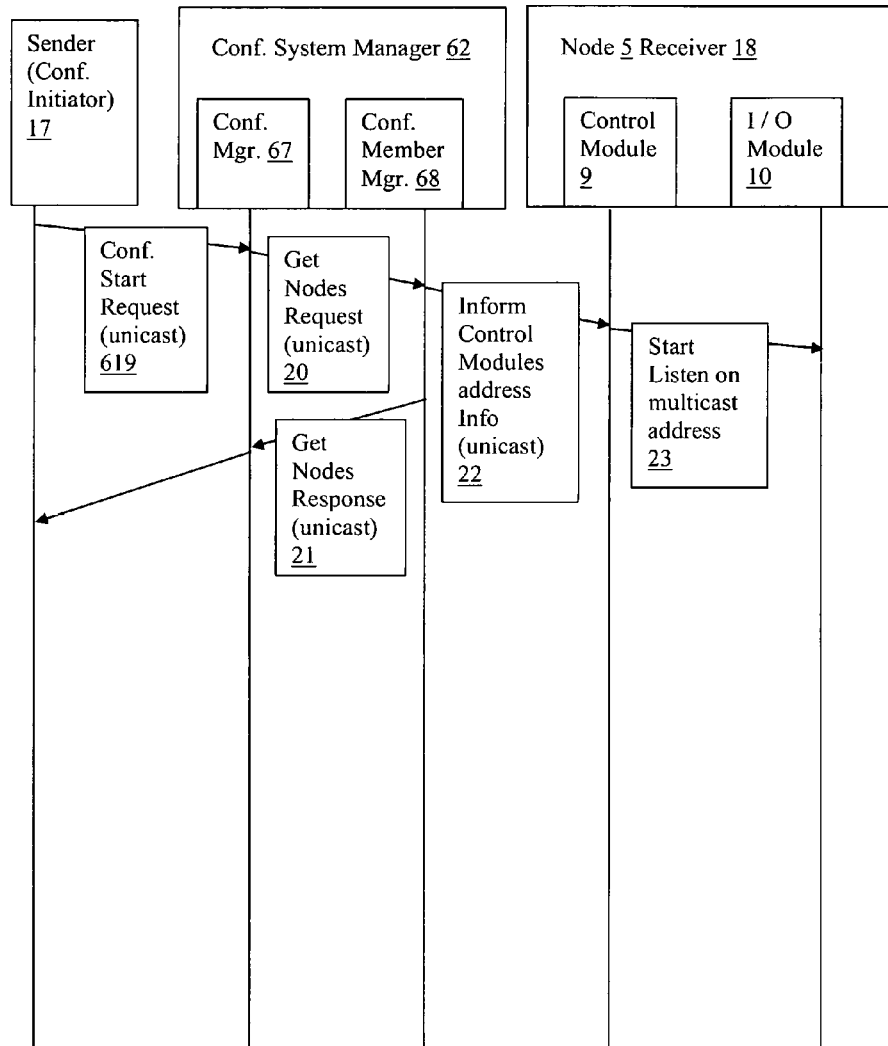 Sender
(Conf.
Initiator)
17
Conf. System Manager 62
Conf.
Mgr. 67
Conf.
Member
Mgr. 68
Node 5 Receiver 18
Control
Module
9
I / O
Module
10
Conf.
Start
Request
(unicast)
619
Get
Nodes
Request
(unicast)
20
Inform
Control
Modules
address
Info
(unicast)
22
Start
Listen on
multicast
address
23
Get
Nodes
Response
(unicast)
21